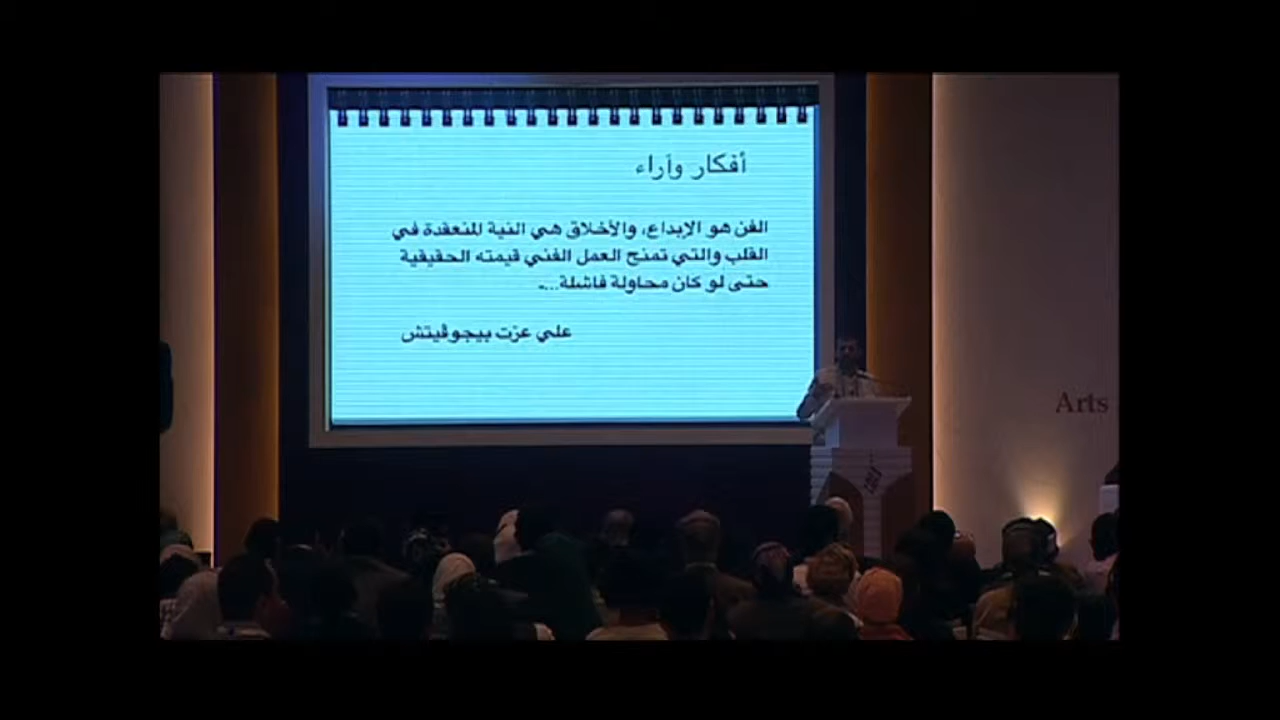 أفكار وآراء
الفن هو الإبداع، والأخلاق هي النية المنعقدة في
القلب والتي تمنح العمل الفني قيمته الحقيقية
حتى لو كان محاولة فاشلة...
علي عزت بيجوڤيتش
Arts